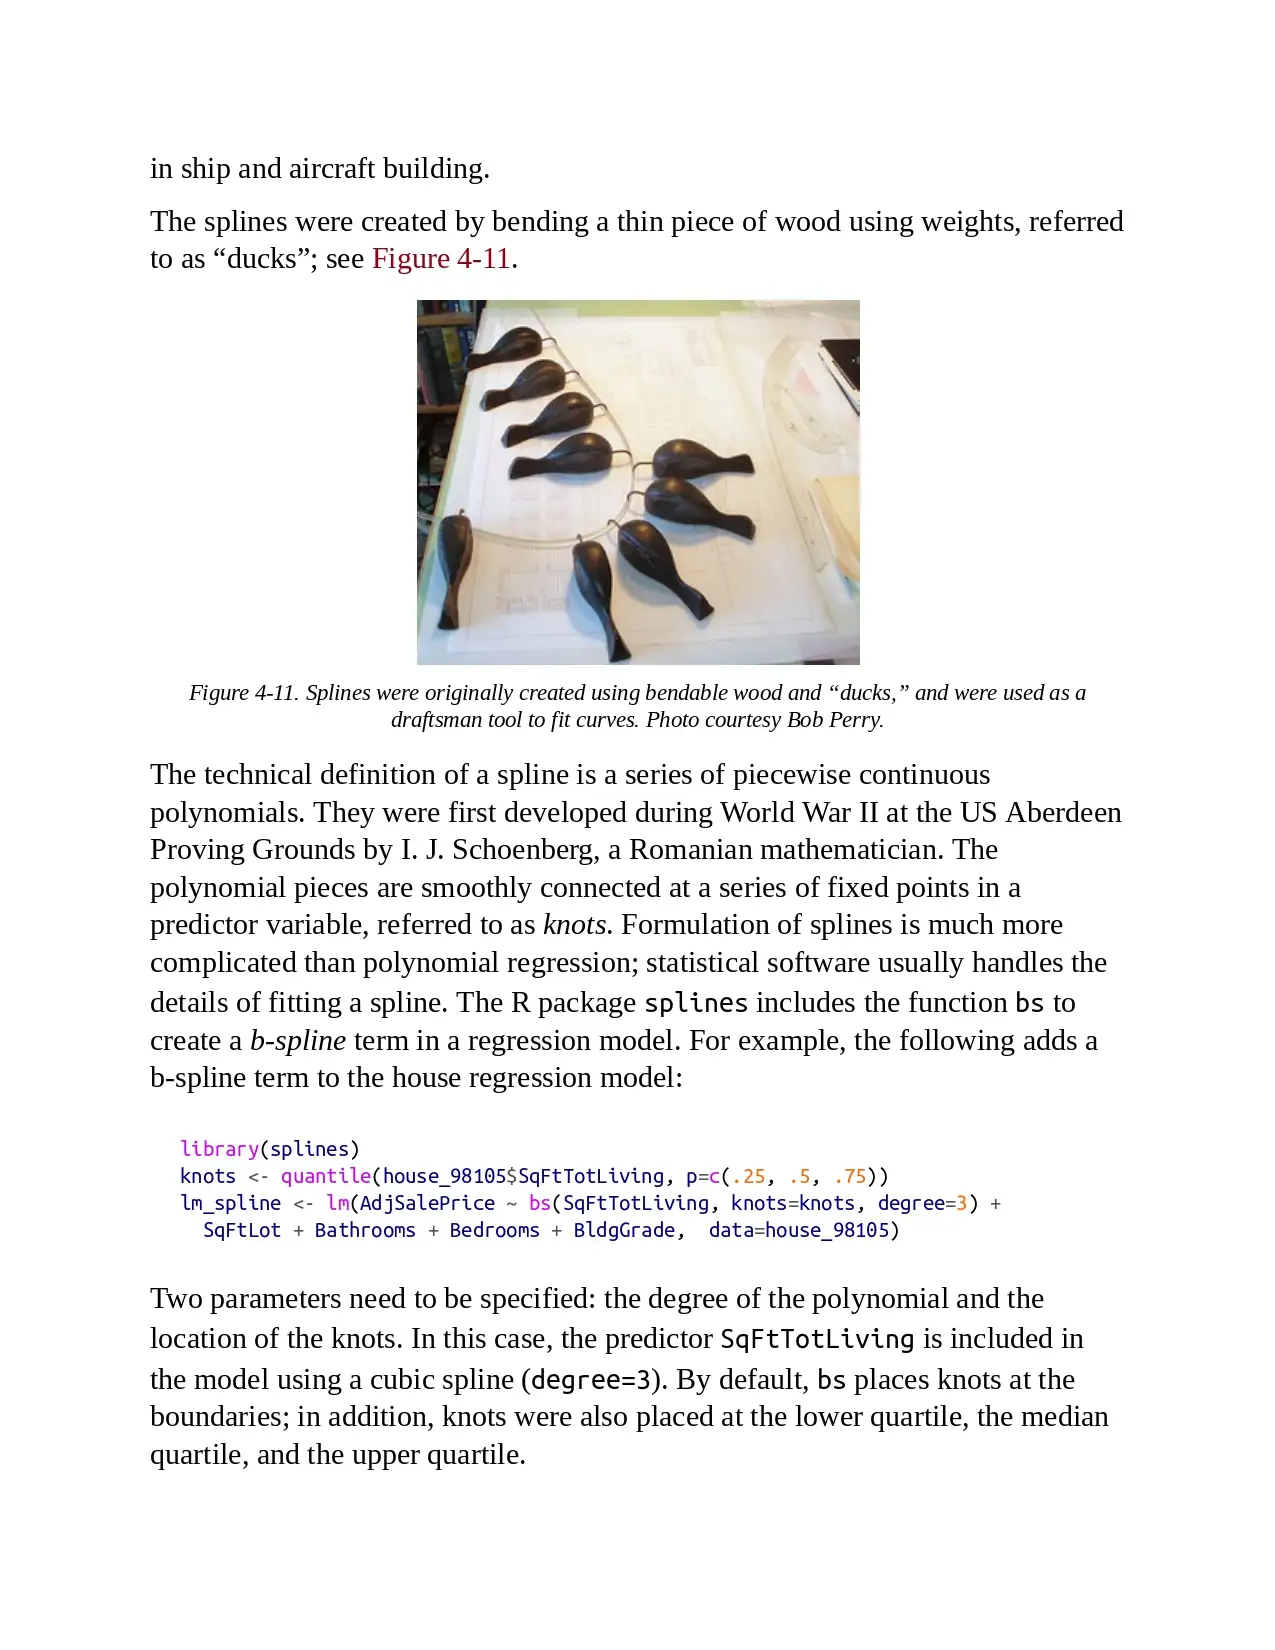 in ship and aircraft building.
The splines were created by bending a thin piece of wood using weights, referred
to as “ducks”; see Figure 4-11.
Figure 4-11. Splines were originally created using bendable wood and “ducks,” and were used as a
draftsman tool to fit curves. Photo courtesy Bob Perry.
The technical definition of a spline is a series of piecewise continuous
polynomials. They were first developed during World War II at the US Aberdeen
Proving Grounds by I. J. Schoenberg, a Romanian mathematician. The
polynomial pieces are smoothly connected at a series of fixed points in a
predictor variable, referred to as knots. Formulation of splines is much more
complicated than polynomial regression; statistical software usually handles the
details of fitting a spline. The R package splines includes the function bs to
create a b-spline term in a regression model. For example, the following adds a
b-spline term to the house regression model:
library(splines)
knots <- quantile(house_98105$SqFtTotLiving, p=c(.25, .5, .75))
lm_spline <- lm(AdjSalePrice ~ bs(SqFtTotLiving, knots=knots, degree=3) +
  SqFtLot + Bathrooms + Bedrooms + BldgGrade,  data=house_98105)
Two parameters need to be specified: the degree of the polynomial and the
location of the knots. In this case, the predictor SqFtTotLiving is included in
the model using a cubic spline (degree=3). By default, bs places knots at the
boundaries; in addition, knots were also placed at the lower quartile, the median
quartile, and the upper quartile.